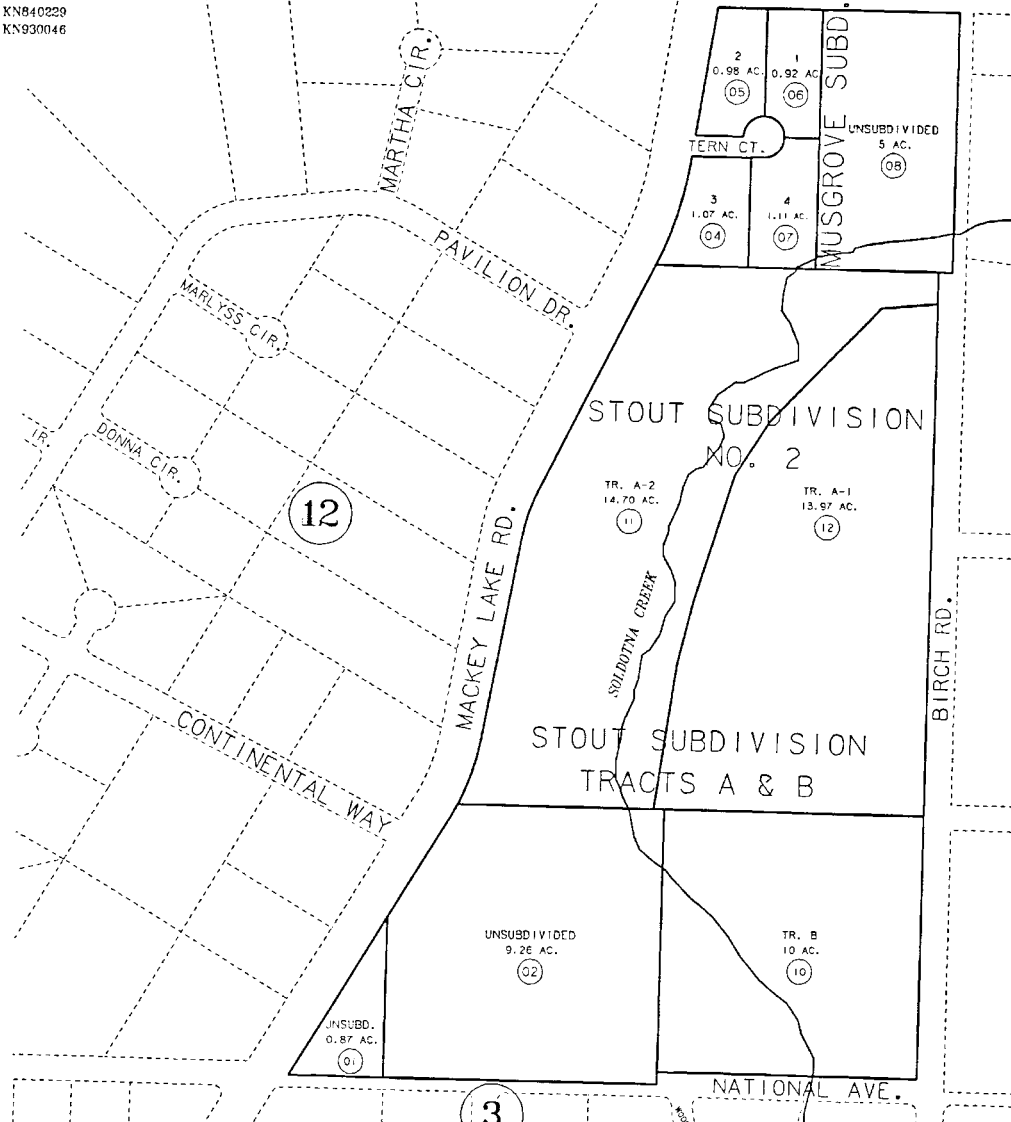 KN840229
KN930046
MARTHA CIR.
2
0.98 AC.
05
1
0.92 AC
06
MUSGROVE SUBD.
UNSUBDIVIDED
5 AC.
08
TERN CT.
3
1.07 AC.
04
4
1.11 AC.
07
PAVILION DR.
MARLYSS CIR.
STOUT SUBDIVISION
NO. 2
IR.
DONNA CIR.
12
TR. A-2
14.70 AC.
11
TR. A-1
13.97 AC.
12
MACKEY LAKE RD.
SOLDOTNA CREEK
BIRCH RD.
CONTINENTAL WAY
STOUT SUBDIVISION
TRACTS A & B
UNSUBDIVIDED
9.26 AC.
02
TR. B
10 AC.
10
UNSUBD.
0.87 AC.
01
NATIONAL AVE.
3